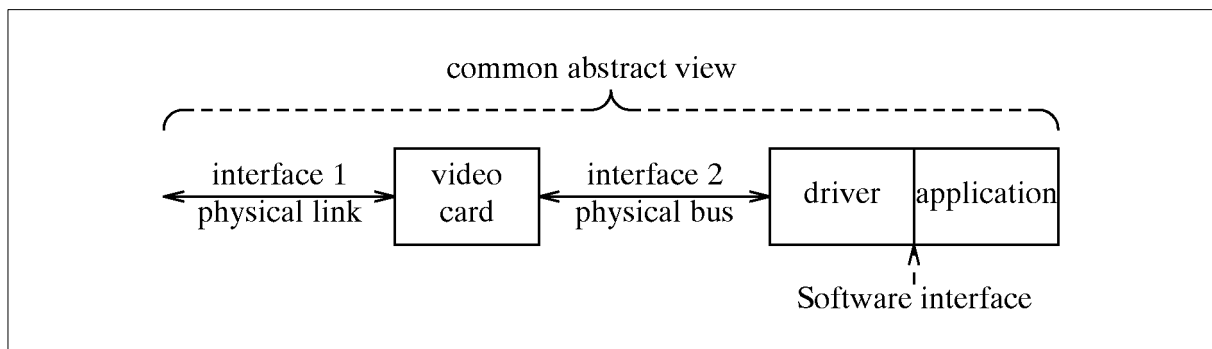 common abstract view
interface 1
physical link
video
card
interface 2
physical bus
driver
application
Software interface